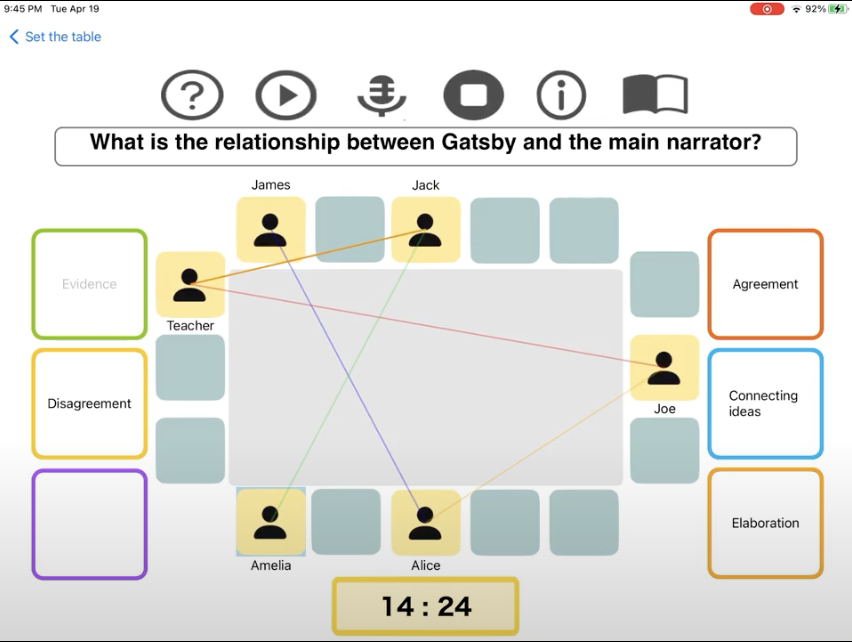 9:45 PM Tue Apr 19
92%
Set the table
What is the relationship between Gatsby and the main narrator?
James
Jack
Evidence
Agreement
Teacher
Disagreement
Connecting
ideas
Joe
Elaboration
Amelia
Alice
14 : 24